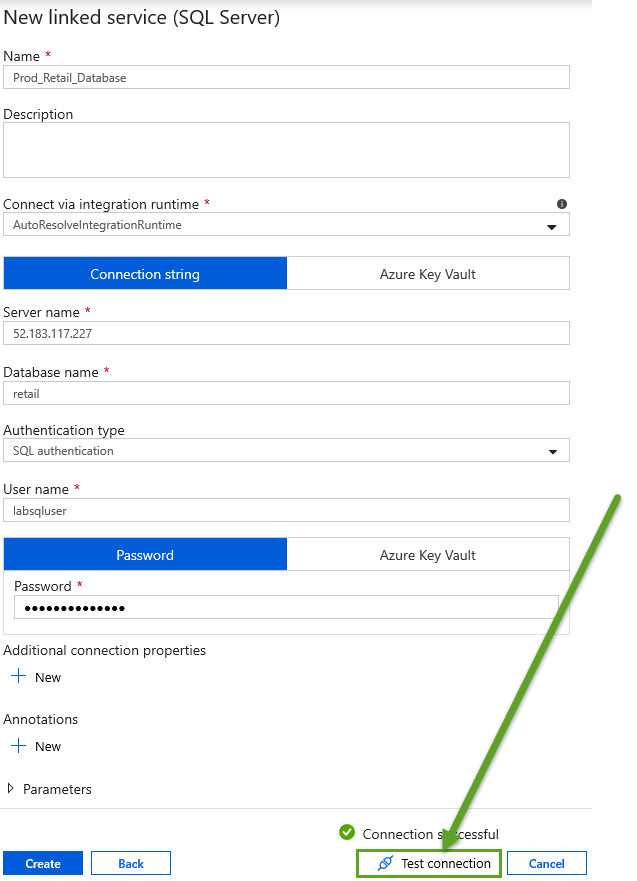 New linked service (SQL Server)
Name *
Prod_Retail_Database
Description
Connect via integration runtime *
AutoResolveIntegrationRuntime
Connection string
Azure Key Vault
Server name *
52.183.117.227
Database name *
retail
Authentication type
SQL authentication
User name *
labsqluser
Password
Azure Key Vault
Password *
••••••••••••••
Additional connection properties
New
Annotations
New
Parameters
Connection successful
Create
Back
Test connection
Cancel